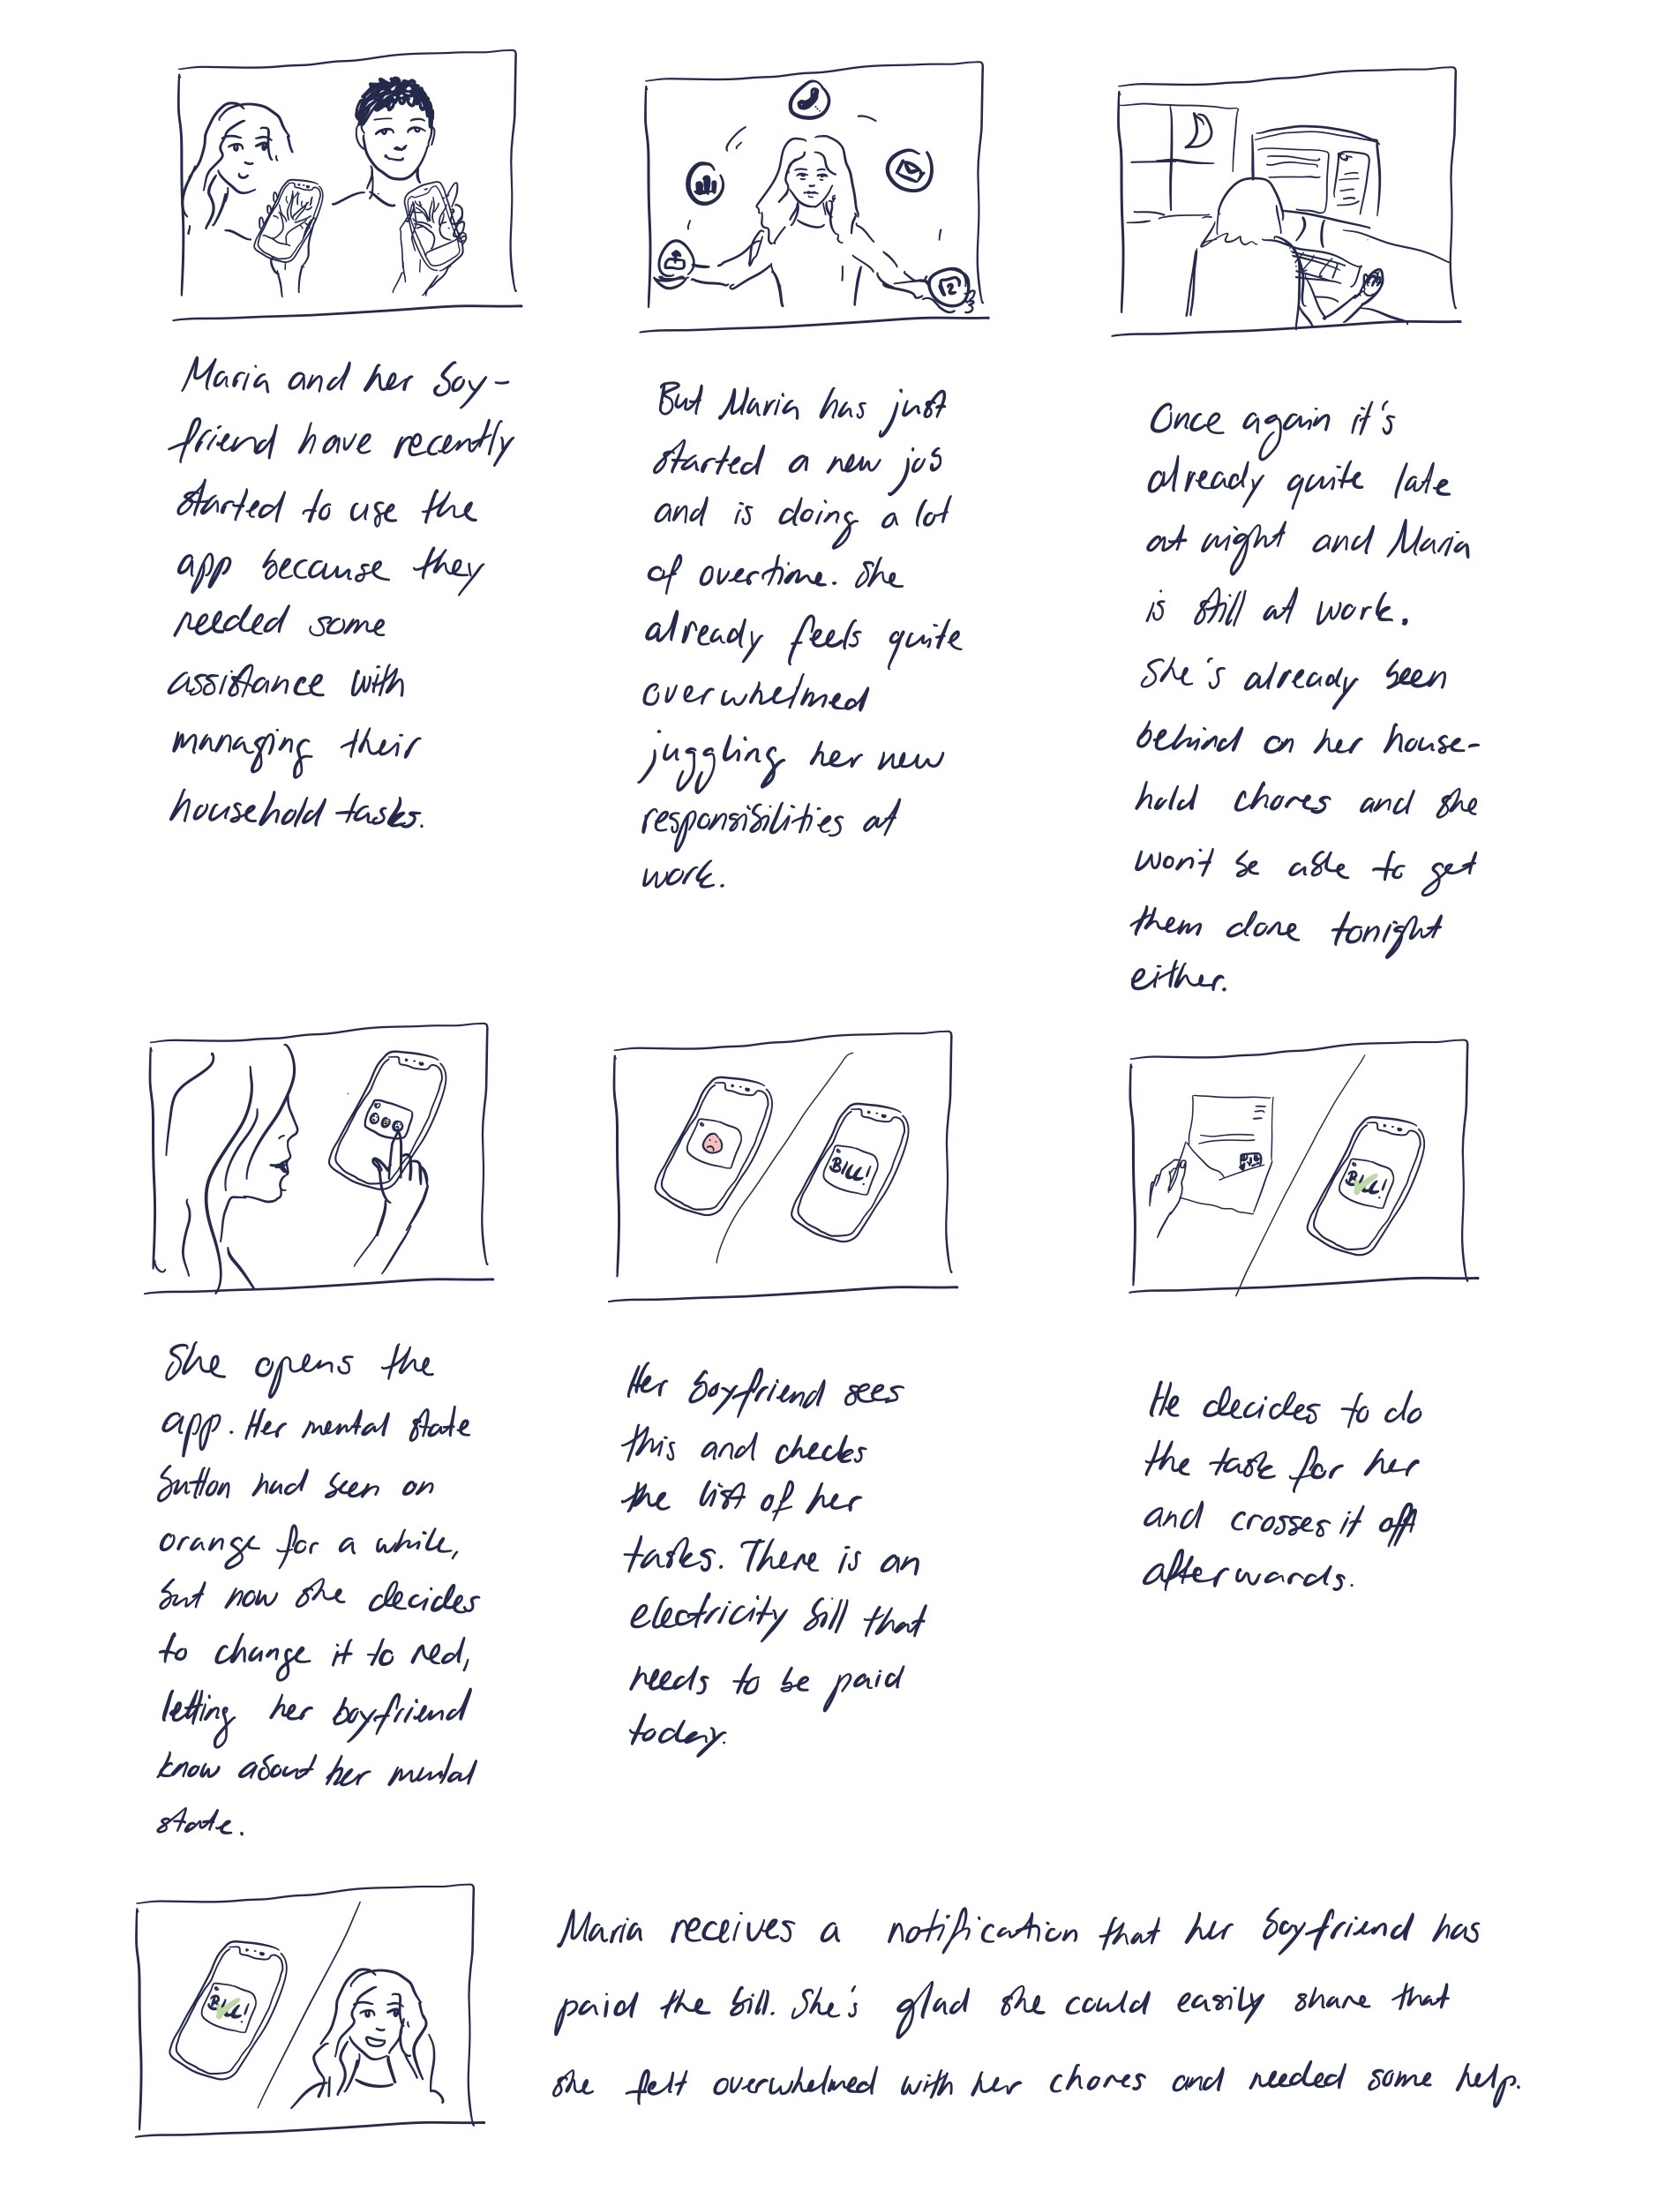 Maria and her boy-
friend have recently
started to use the
app because they
needed some
assistance with
managing their
household tasks.
But Maria has just
started a new job
and is doing a lot
of overtime. She
already feels quite
overwhelmed
juggling her new
responsibilities at
work.
Once again it's
already quite late
at night and Maria
is still at work.
She's already been
behind on her house-
hold chores and she
won't be able to get
them done tonight
either.
BILL!
BILL!
She opens the
app. Her mental state
button had been on
orange for a while,
but now she decides
to change it to red,
letting her boyfriend
know about her mental
state.
Her boyfriend sees
this and checks
the list of her
tasks. There is an
electricity bill that
needs to be paid
today.
He decides to do
the task for her
and crosses it off
afterwards.
BILL!
Maria receives a notification that her boyfriend has
paid the bill. She's glad she could easily share that
she felt overwhelmed with her chores and needed some help.